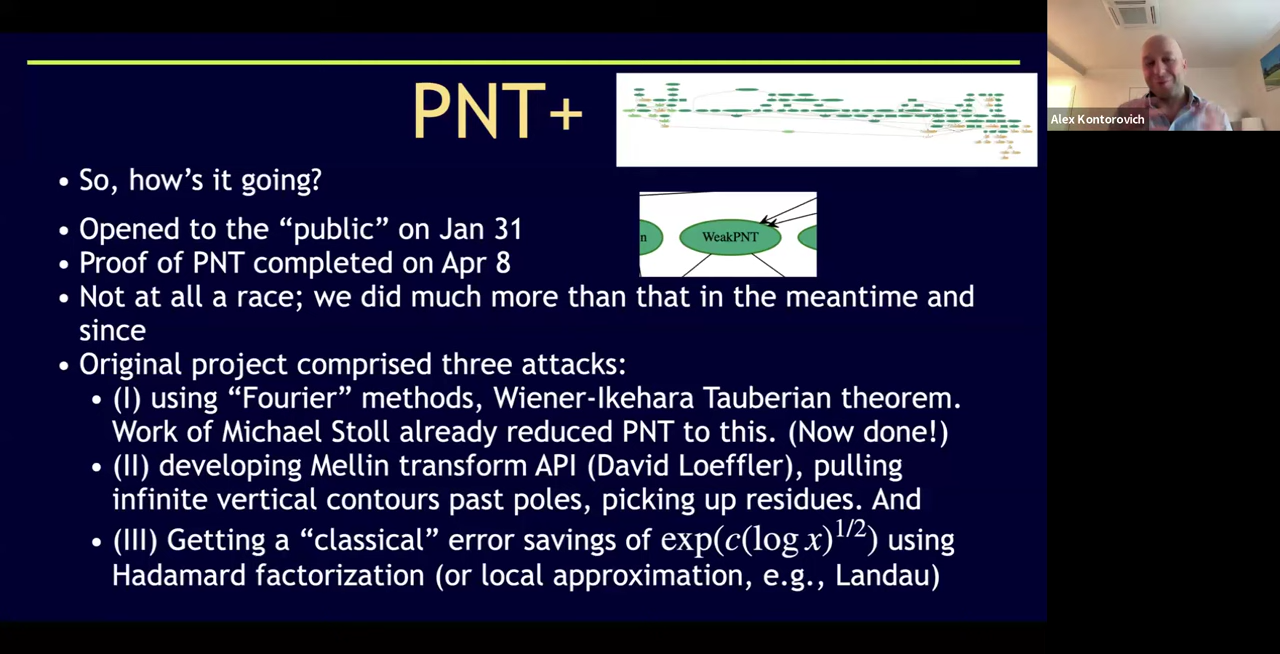 PNT+
Alex Kontorovich
• So, how's it going?
n
WeakPNT
• Opened to the “public” on Jan 31
• Proof of PNT completed on Apr 8
• Not at all a race; we did much more than that in the meantime and
since
• Original project comprised three attacks:
• (I) using “Fourier” methods, Wiener-Ikehara Tauberian theorem.
Work of Michael Stoll already reduced PNT to this. (Now done!)
• (II) developing Mellin transform API (David Loeffler), pulling
infinite vertical contours past poles, picking up residues. And
• (III) Getting a “classical” error savings of exp(c(log x)^{1/2}) using
Hadamard factorization (or local approximation, e.g., Landau)